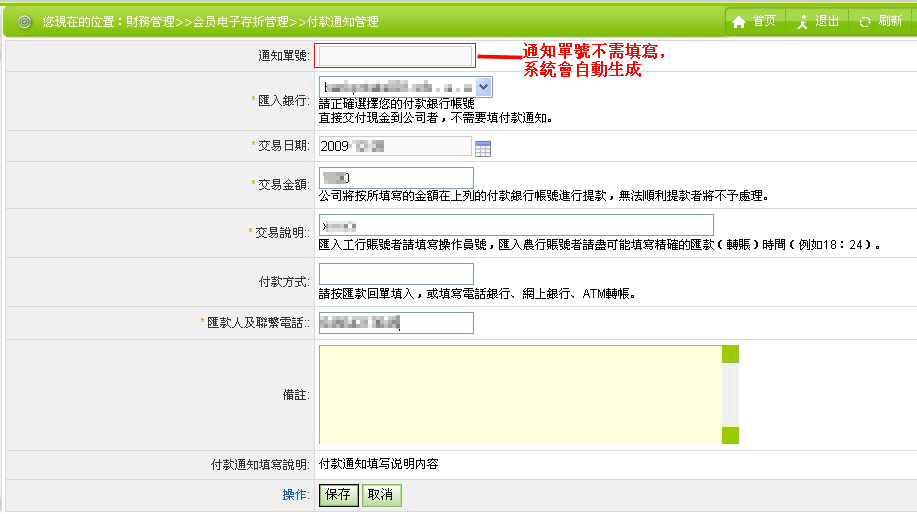 您現在的位置：財務管理>>会员电子存折管理>>付款通知管理
首页 退出 刷新
通知單號:
通知單號不需填寫，
系統會自動生成
*匯入銀行:
請正確選擇您的付款銀行帳號
直接交付現金到公司者，不需要填付款通知。
*交易日期: 2009
*交易金額:
公司將按所填寫的金額在上列的付款銀行帳號進行提款，無法順利提款者將不予處理。
*交易說明::
匯入工行賬號者請填寫操作員號，匯入農行賬號者請盡可能填寫精確的匯款（轉賬）時間（例如18：24）。
付款方式:
請按匯款回單填入，或填寫電話銀行、網上銀行、ATM轉帳。
*匯款人及聯繫電話::
備註:
付款通知填写說明: 付款通知填写说明内容
操作: 保存 取消